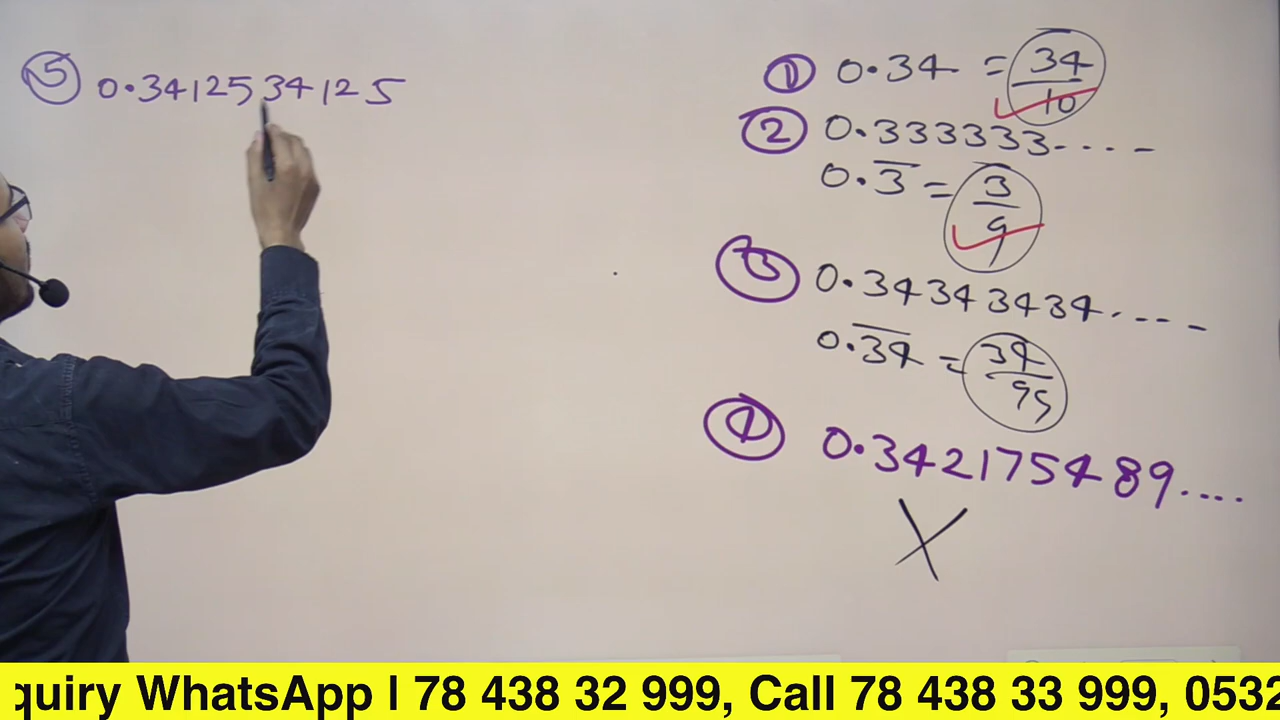 ⑤ 0.3412534125
① 0.34 = 34/10
② 0.333333....-
0.3̅ = 3/9
③ 0.34343434....-
0.3̅4̅ = 34/99
④ 0.342175489.....
X
quiry WhatsApp I 78 438 32 999, Call 78 438 33 999, 0532